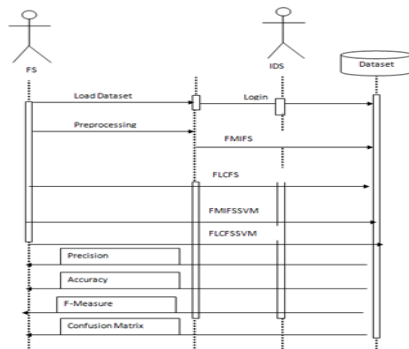 FS
IDS
Dataset
Load Dataset
Login
Preprocessing
FMIFS
FLCFS
FMIFSSVM
FLCFSSVM
Precision
Accuracy
F-Measure
Confusion Matrix